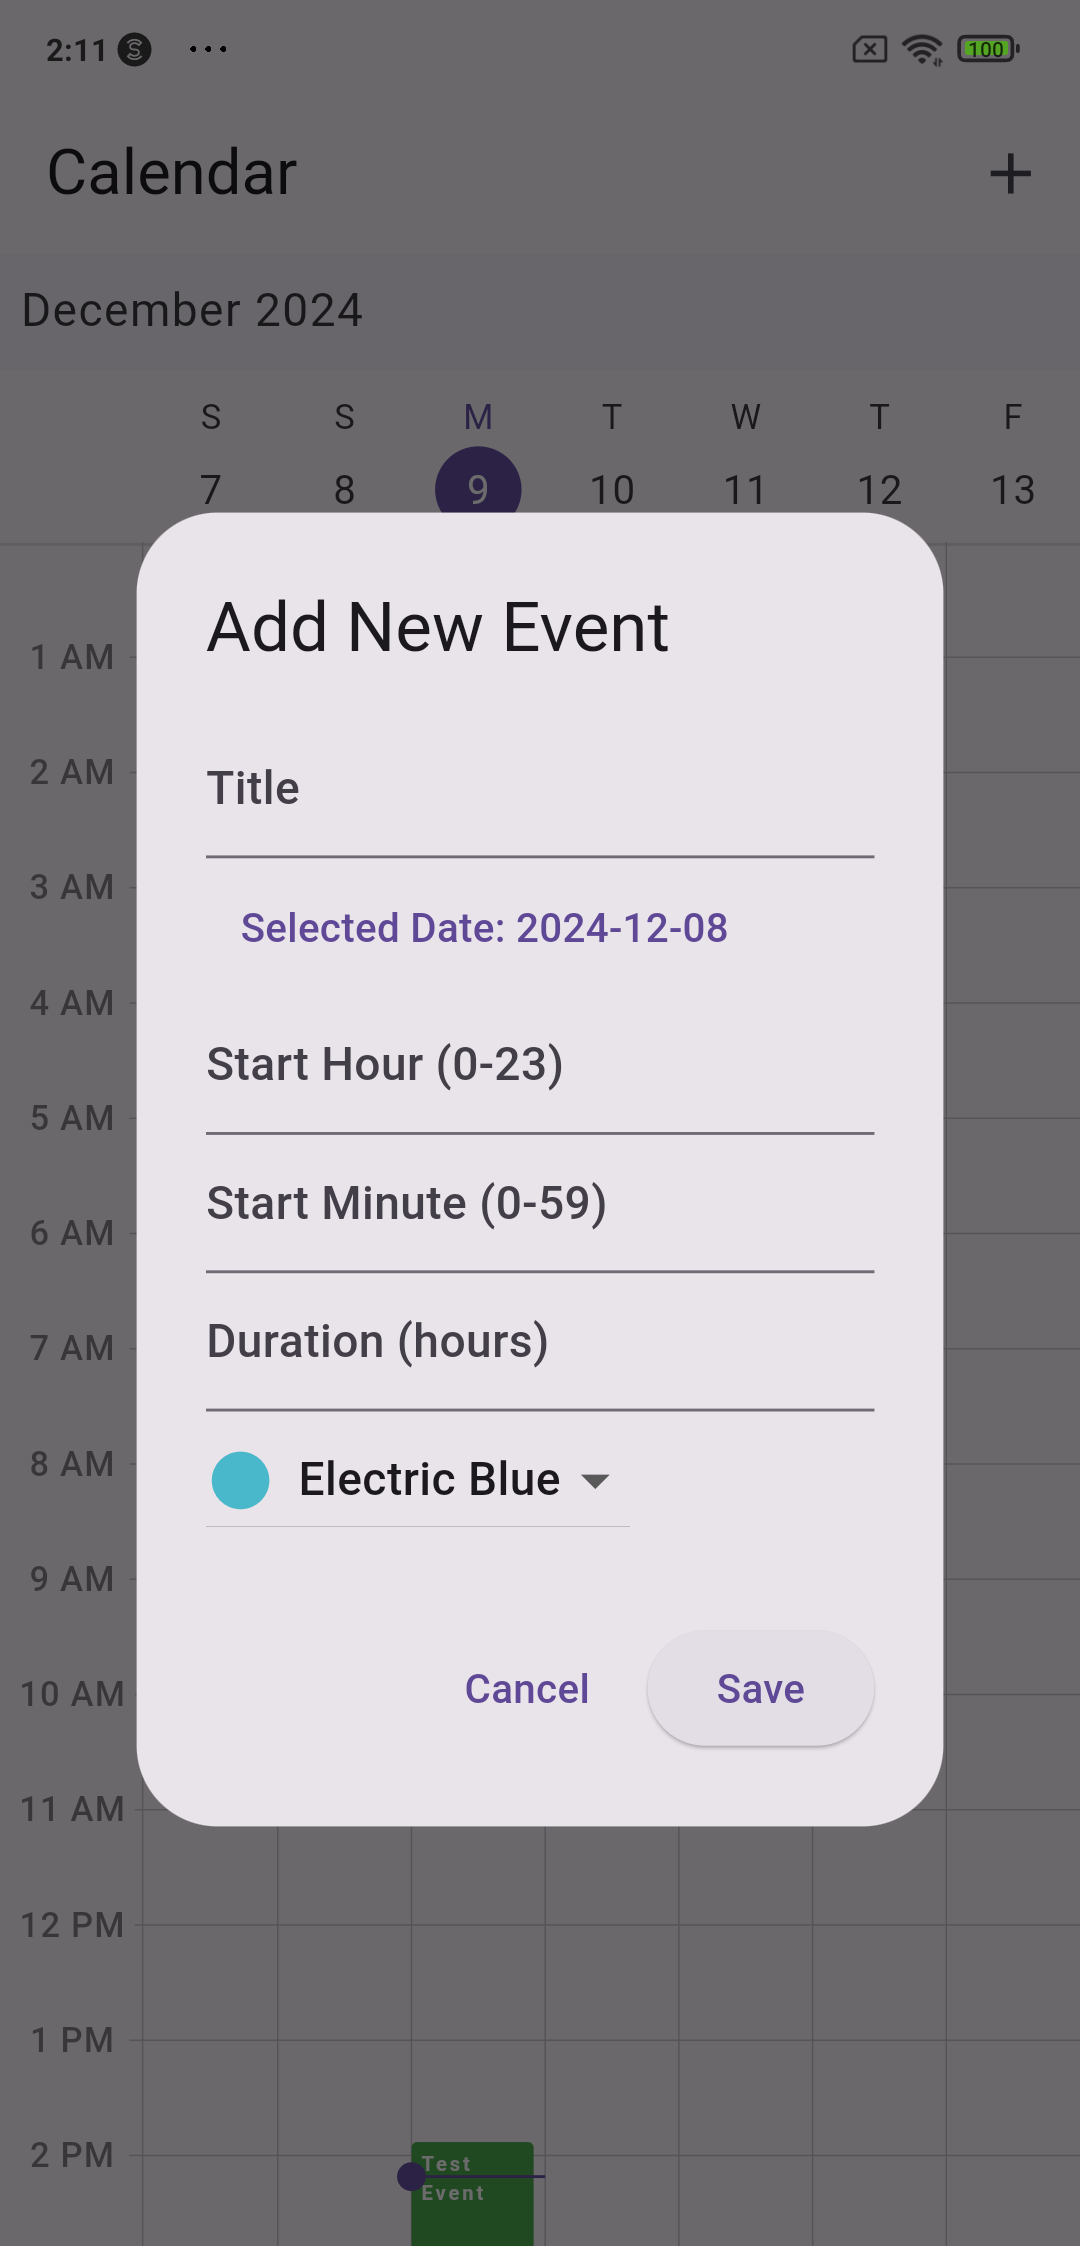 2:11
100
Calendar
December 2024
S S M T W T F
7 8 9 10 11 12 13
Add New Event
Title
Selected Date: 2024-12-08
Start Hour (0-23)
Start Minute (0-59)
Duration (hours)
Electric Blue
Cancel Save
1 AM
2 AM
3 AM
4 AM
5 AM
6 AM
7 AM
8 AM
9 AM
10 AM
11 AM
12 PM
1 PM
2 PM
Test
Event